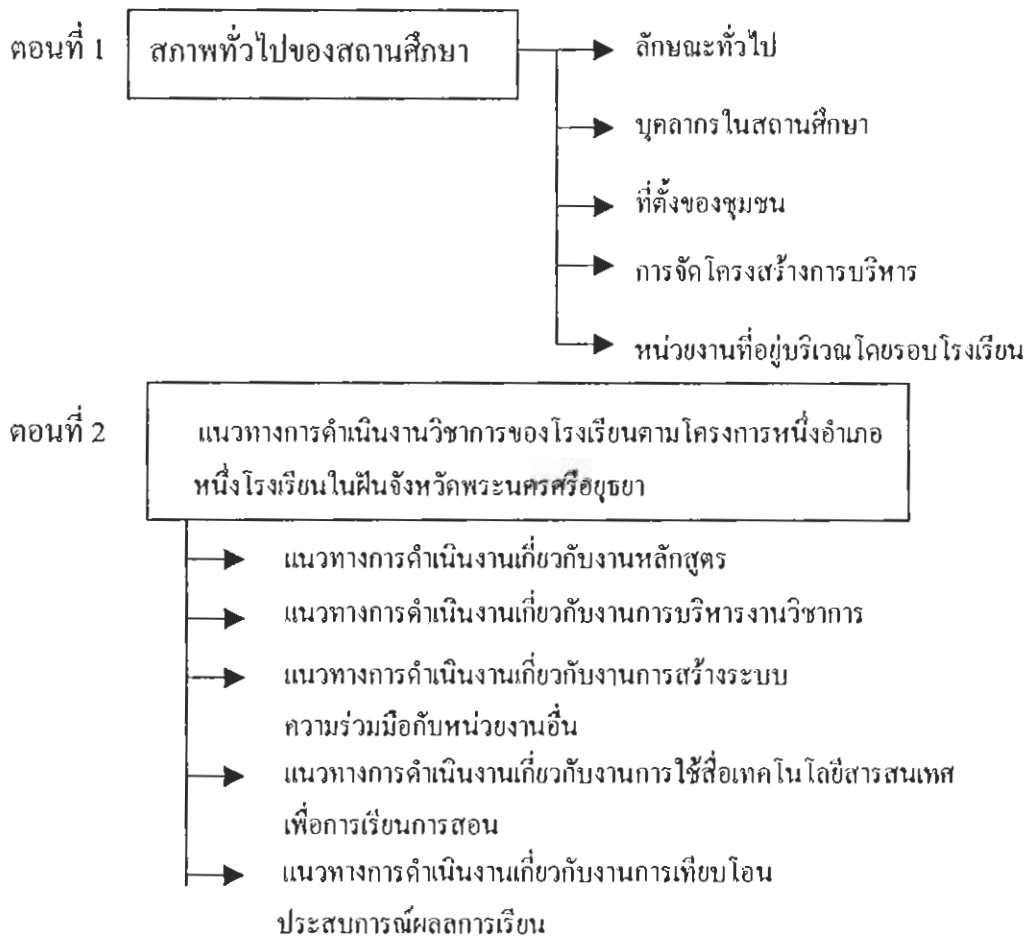 ตอนที่ 1 สภาพทั่วไปของสถานศึกษา
ลักษณะทั่วไป
บุคลากรในสถานศึกษา
ที่ตั้งของชุมชน
การจัดโครงสร้างการบริหาร
หน่วยงานที่อยู่บริเวณโดยรอบโรงเรียน
ตอนที่ 2 แนวทางการดำเนินงานวิชาการของโรงเรียนตามโครงการหนึ่งอำเภอ
หนึ่งโรงเรียนในฝันจังหวัดพระนครศรีอยุธยา
แนวทางการดำเนินงานเกี่ยวกับงานหลักสูตร
แนวทางการดำเนินงานเกี่ยวกับงานการบริหารงานวิชาการ
แนวทางการดำเนินงานเกี่ยวกับงานการสร้างระบบ
ความร่วมมือกับหน่วยงานอื่น
แนวทางการดำเนินงานเกี่ยวกับงานการใช้สื่อเทคโนโลยีสารสนเทศ
เพื่อการเรียนการสอน
แนวทางการดำเนินงานเกี่ยวกับงานการเทียบโอน
ประสบการณ์ผลลการเรียน